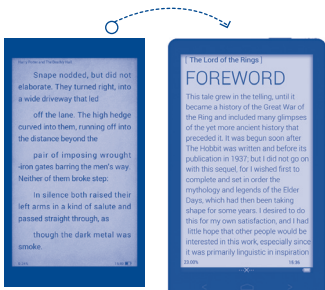 Harry Potter and The Deathly Hall
Snape nodded, but did not
elaborate. They turned right, into
a wide driveway that led
off the lane. The high hedge
curved into them, running off into
the distance beyond the
pair of imposing wrought
-iron gates barring the men's way.
Neither of them broke step:
In silence both raised their
left arms in a kind of salute and
passed straight through, as
though the dark metal was
smoke.
[ The Lord of the Rings ]
FOREWORD
This tale grew in the telling, until it
became a history of the Great War of
the Ring and included many glimpses
of the yet more ancient history that
preceded it. It was begun soon after
The Hobbit was written and before its
publication in 1937; but I did not go on
with this sequel, for I wished first to
complete and set in order the
mythology and legends of the Elder
Days, which had then been taking
shape for some years. I desired to do
this for my own satisfaction, and I had
little hope that other people would be
interested in this work, especially since
it was primarily linguistic in inspiration
23.00%